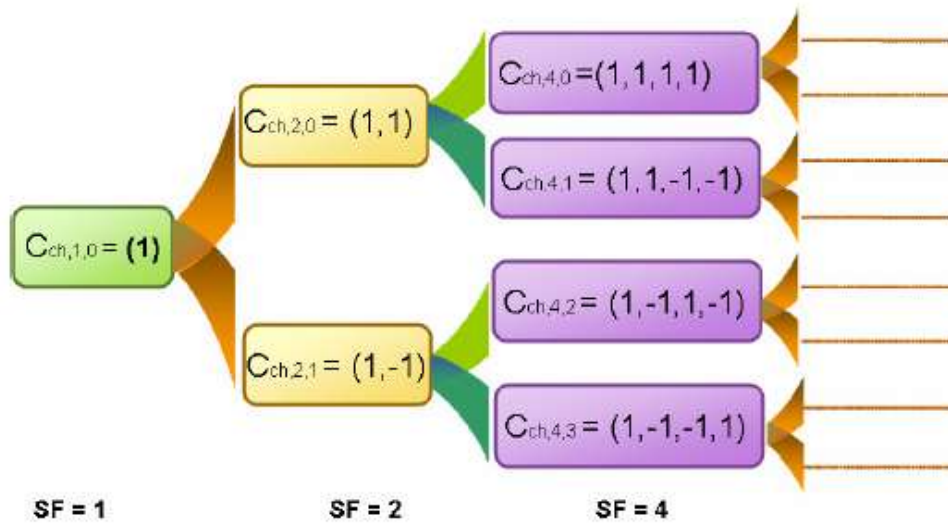 Cch,4,0 =(1,1,1,1)
Cch,2,0 = (1,1)
Cch,4,1 = (1,1,-1,-1)
Cch,1,0 = (1)
Cch,4,2 = (1,-1,1,-1)
Cch,2,1 = (1,-1)
Cch,4,3 = (1,-1,-1,1)
SF = 1
SF = 2
SF = 4